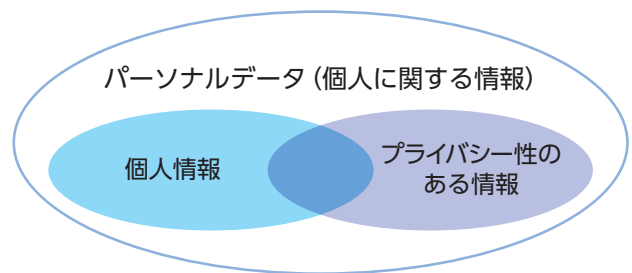 パーソナルデータ（個人に関する情報）
個人情報
プライバシー性の
ある情報